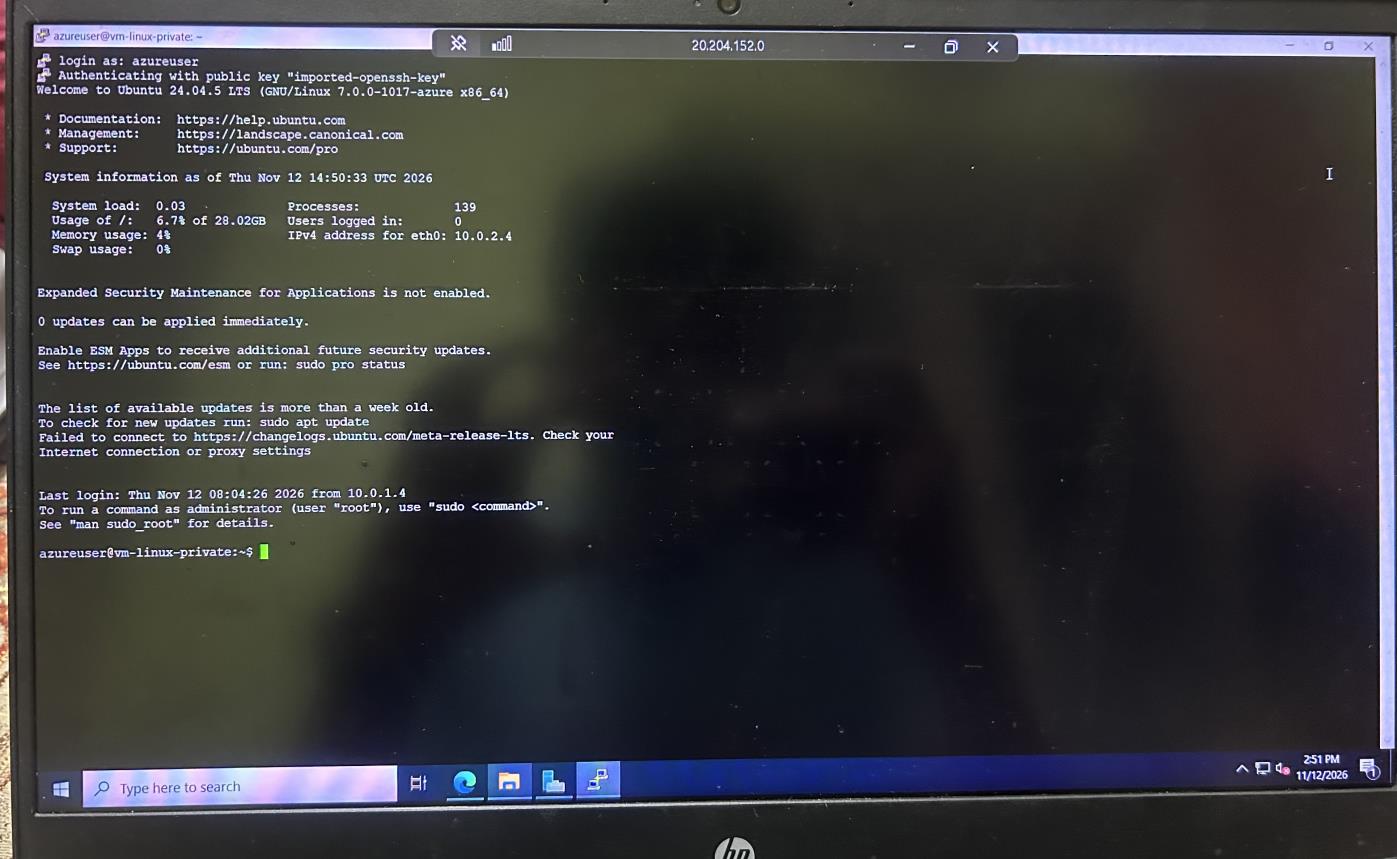 azureuser@vm-linux-private: ~
20.204.152.0
login as: azureuser
Authenticating with public key "imported-openssh-key"
Welcome to Ubuntu 24.04.5 LTS (GNU/Linux 7.0.0-1017-azure x86_64)
* Documentation: https://help.ubuntu.com
* Management: https://landscape.canonical.com
* Support: https://ubuntu.com/pro
System information as of Thu Nov 12 14:50:33 UTC 2026
System load: 0.03 Processes: 139
Usage of /: 6.7% of 28.02GB Users logged in: 0
Memory usage: 4% IPv4 address for eth0: 10.0.2.4
Swap usage: 0%
Expanded Security Maintenance for Applications is not enabled.
0 updates can be applied immediately.
Enable ESM Apps to receive additional future security updates.
See https://ubuntu.com/esm or run: sudo pro status
The list of available updates is more than a week old.
To check for new updates run: sudo apt update
Failed to connect to https://changelogs.ubuntu.com/meta-release-lts. Check your
Internet connection or proxy settings
Last login: Thu Nov 12 08:04:26 2026 from 10.0.1.4
To run a command as administrator (user "root"), use "sudo <command>".
See "man sudo_root" for details.
azureuser@vm-linux-private:~$
Type here to search
2:51 PM
11/12/2026
1
hp